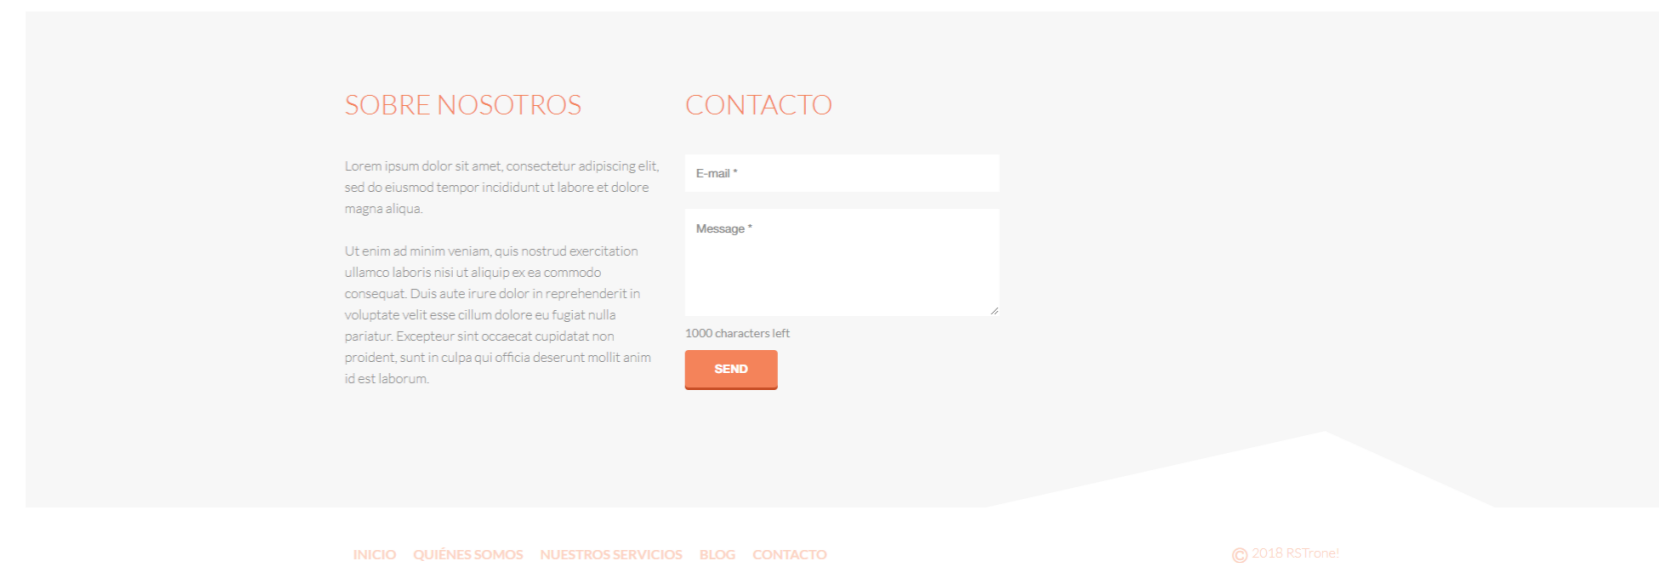 SOBRE NOSOTROS
Lorem ipsum dolor sit amet, consectetur adipiscing elit,
sed do eiusmod tempor incididunt ut labore et dolore
magna aliqua.
Ut enim ad minim veniam, quis nostrud exercitation
ullamco laboris nisi ut aliquip ex ea commodo
consequat. Duis aute irure dolor in reprehenderit in
voluptate velit esse cillum dolore eu fugiat nulla
pariatur. Excepteur sint occaecat cupidatat non
proident, sunt in culpa qui officia deserunt mollit anim
id est laborum.
CONTACTO
E-mail *
Message *
1000 characters left
SEND
INICIO QUIÉNES SOMOS NUESTROS SERVICIOS BLOG CONTACTO
© 2018 RSTrone!